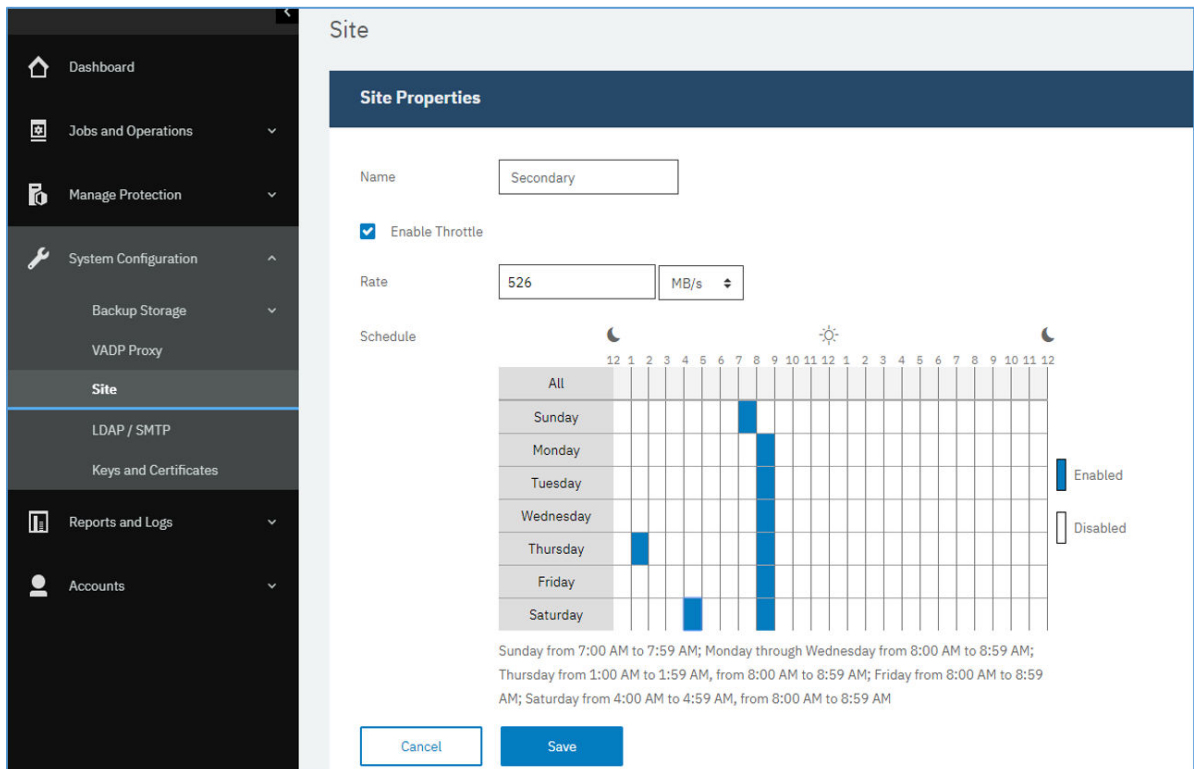 Site
Dashboard
Jobs and Operations
Manage Protection
System Configuration
Backup Storage
VADP Proxy
Site
LDAP / SMTP
Keys and Certificates
Reports and Logs
Accounts
Site Properties
Name Secondary
Enable Throttle
Rate 526 MB/s
Schedule
12 1 2 3 4 5 6 7 8 9 10 11 12 1 2 3 4 5 6 7 8 9 10 11 12
All
Sunday
Monday
Tuesday
Wednesday
Thursday
Friday
Saturday
Enabled
Disabled
Sunday from 7:00 AM to 7:59 AM; Monday through Wednesday from 8:00 AM to 8:59 AM;
Thursday from 1:00 AM to 1:59 AM, from 8:00 AM to 8:59 AM; Friday from 8:00 AM to 8:59
AM; Saturday from 4:00 AM to 4:59 AM, from 8:00 AM to 8:59 AM
Cancel
Save